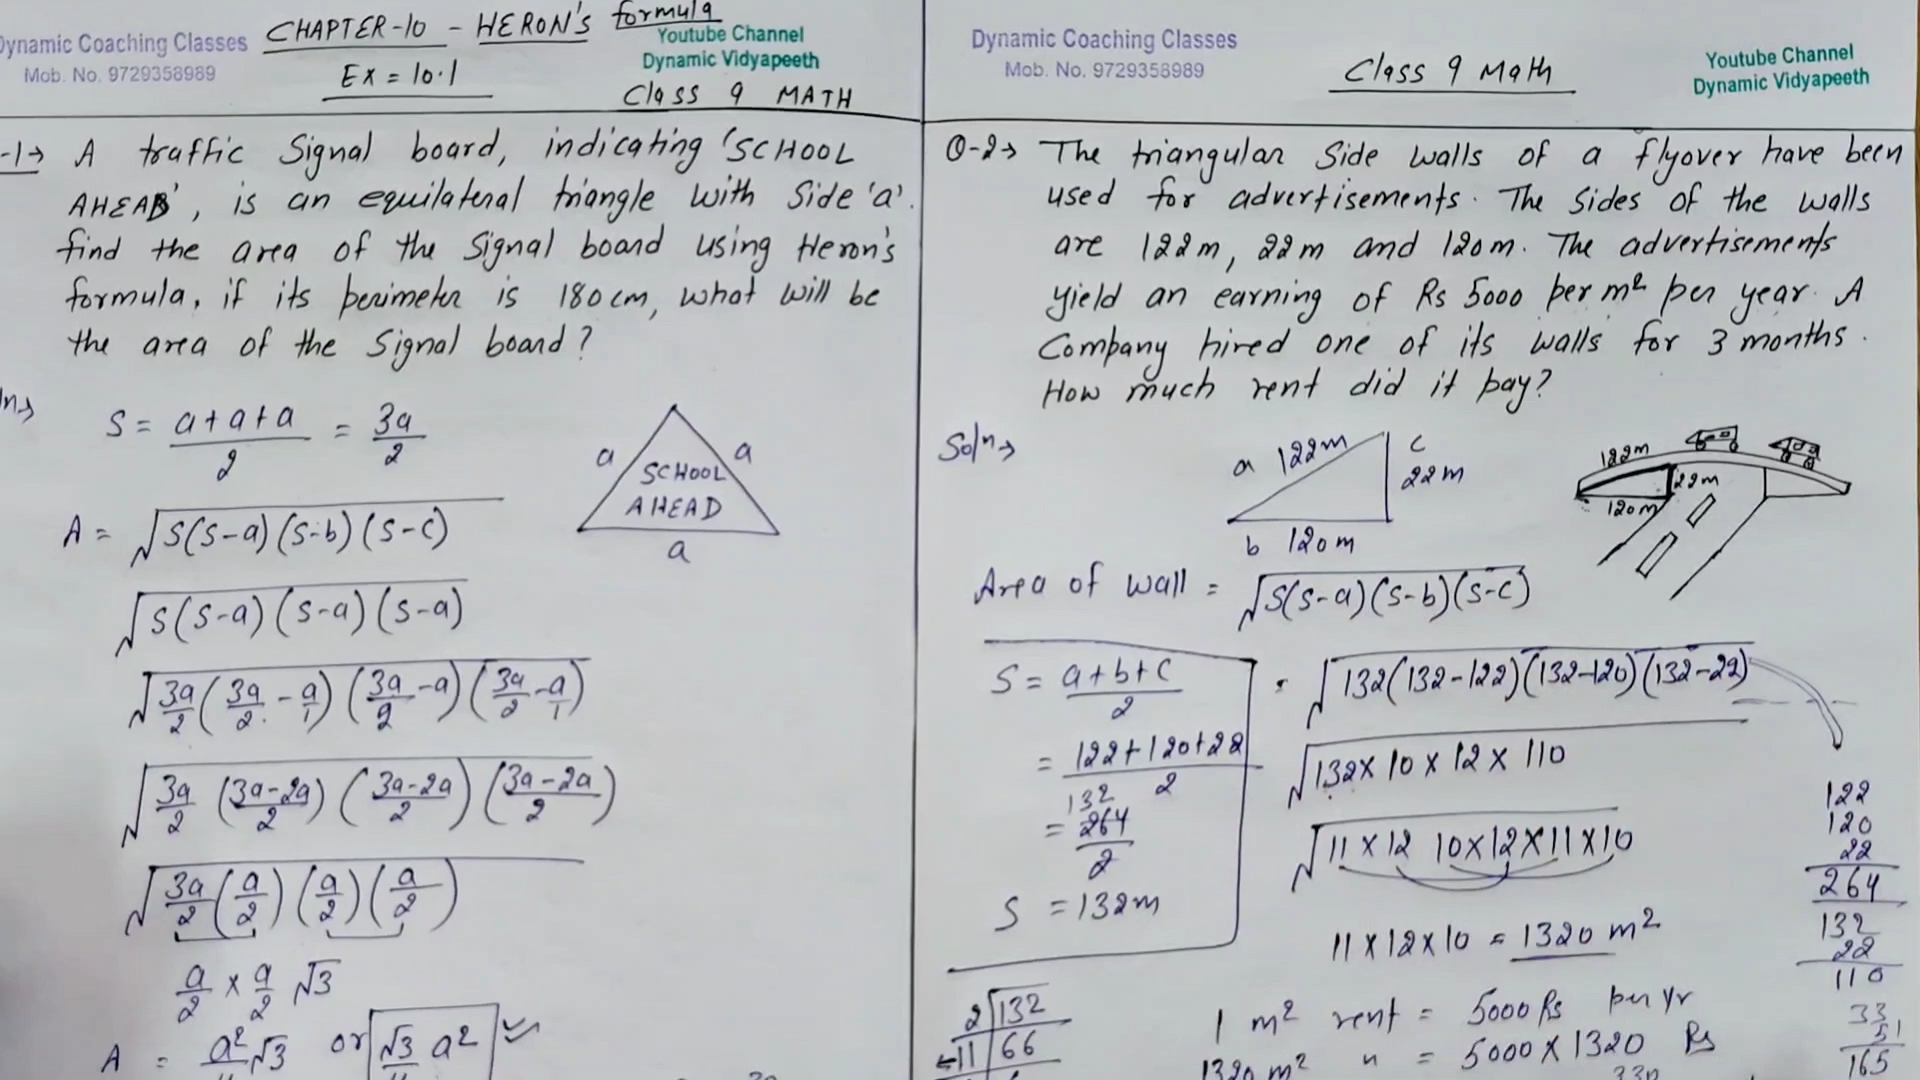 Dynamic Coaching Classes
Mob. No. 9729358989
CHAPTER-10 - HERON's formula
Ex = 10.1
Youtube Channel
Dynamic Vidyapeeth
Class 9 MATH
-1→ A traffic Signal board, indicating 'SCHOOL
AHEAD', is an equilateral triangle with Side 'a'.
find the area of the Signal board using Heron's
formula, if its perimeter is 180 cm, what will be
the area of the Signal board?
S = a+a+a/2 = 3a/2
a
a
SCHOOL
AHEAD
a
A = √S(S-a)(S-b)(S-c)
√S(S-a)(S-a)(S-a)
√3a/2(3a/2 - a/1)(3a/2 - a)(3a/2 - a/1)
√3a/2 (3a-2a/2)(3a-2a/2)(3a-2a/2)
√3a/2(a/2)(a/2)(a/2)
a/2 × a/2 √3
A = a²√3 or √3 a²
Dynamic Coaching Classes
Mob. No. 9729358989
Class 9 Math
Youtube Channel
Dynamic Vidyapeeth
Q-2→ The triangular Side walls of a flyover have been
used for advertisements. The sides of the walls
are 122m, 22m and 120m. The advertisements
yield an earning of Rs 5000 per m² per year. A
Company hired one of its walls for 3 months.
How much rent did it pay?
Solⁿ→
a 122m
c
22m
b 120m
122m
22m
120m
Area of wall = √S(S-a)(S-b)(S-c)
S = a+b+c/2
= 122+120+22/2
132
= 264/2
S = 132m
= √132(132-122)(132-120)(132-22)
√132×10×12×110
√11×12 10×12×11×10
11×12×10 = 1320 m²
122
120
22
264
132
22
110
2 132
11 66
1 m² rent = 5000 Rs per yr
1320 m² " = 5000×1320 Rs
33
51
165